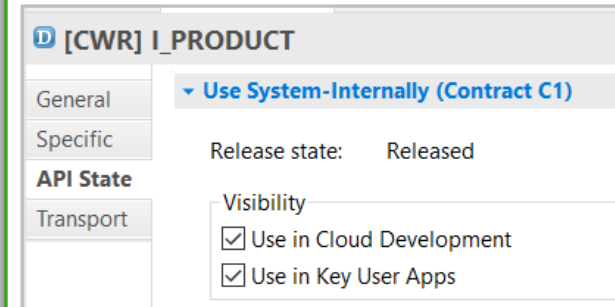 D [CWR] I_PRODUCT
General
Specific
API State
Transport
Use System-Internally (Contract C1)
Release state: Released
Visibility
Use in Cloud Development
Use in Key User Apps